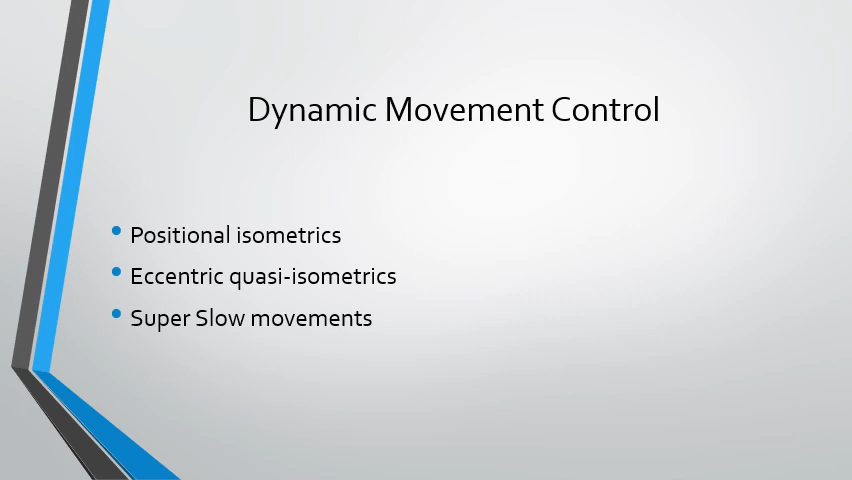 Dynamic Movement Control
Positional isometrics
Eccentric quasi-isometrics
Super Slow movements